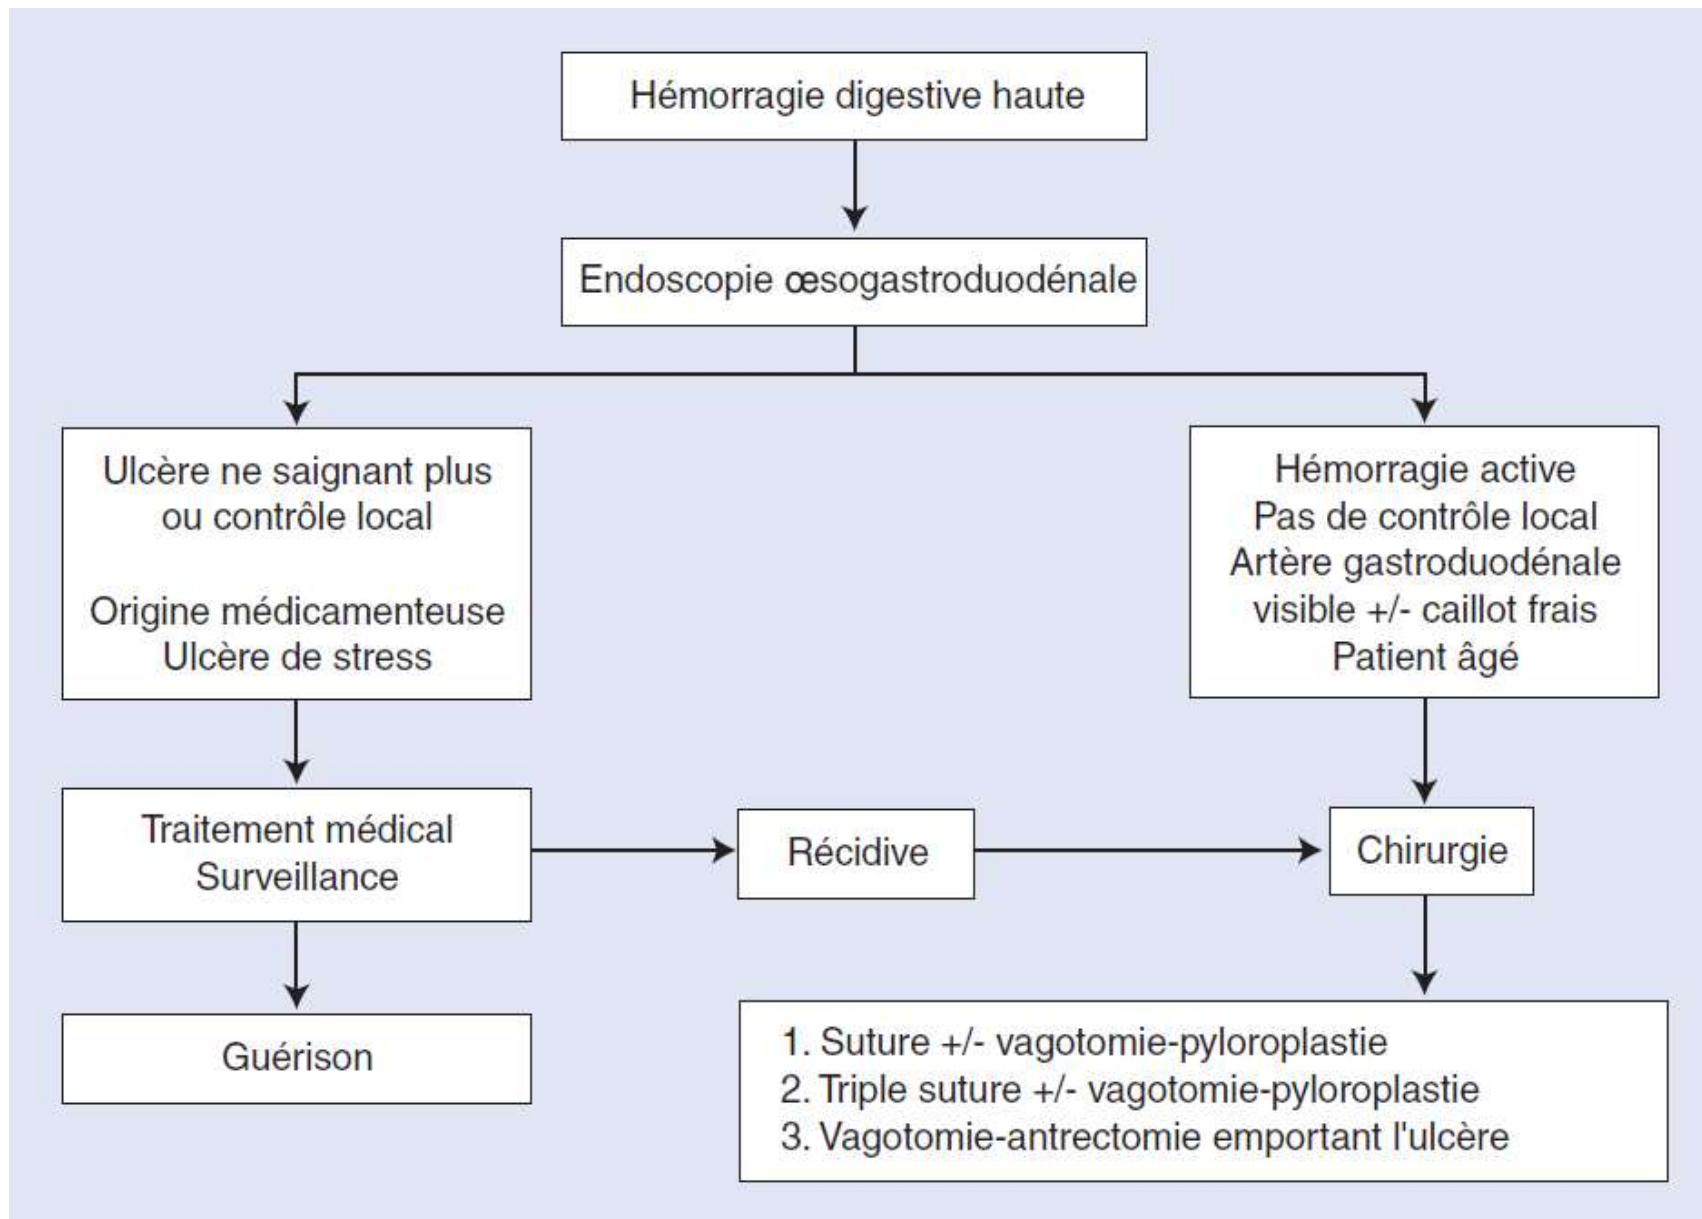 Hémorragie digestive haute
Endoscopie œsogastroduodénale
Ulcère ne saignant plus
ou contrôle local
Origine médicamenteuse
Ulcère de stress
Hémorragie active
Pas de contrôle local
Artère gastroduodénale
visible +/- caillot frais
Patient âgé
Traitement médical
Surveillance
Récidive
Chirurgie
Guérison
1. Suture +/- vagotomie-pyloroplastie
2. Triple suture +/- vagotomie-pyloroplastie
3. Vagotomie-antrectomie emportant l'ulcère